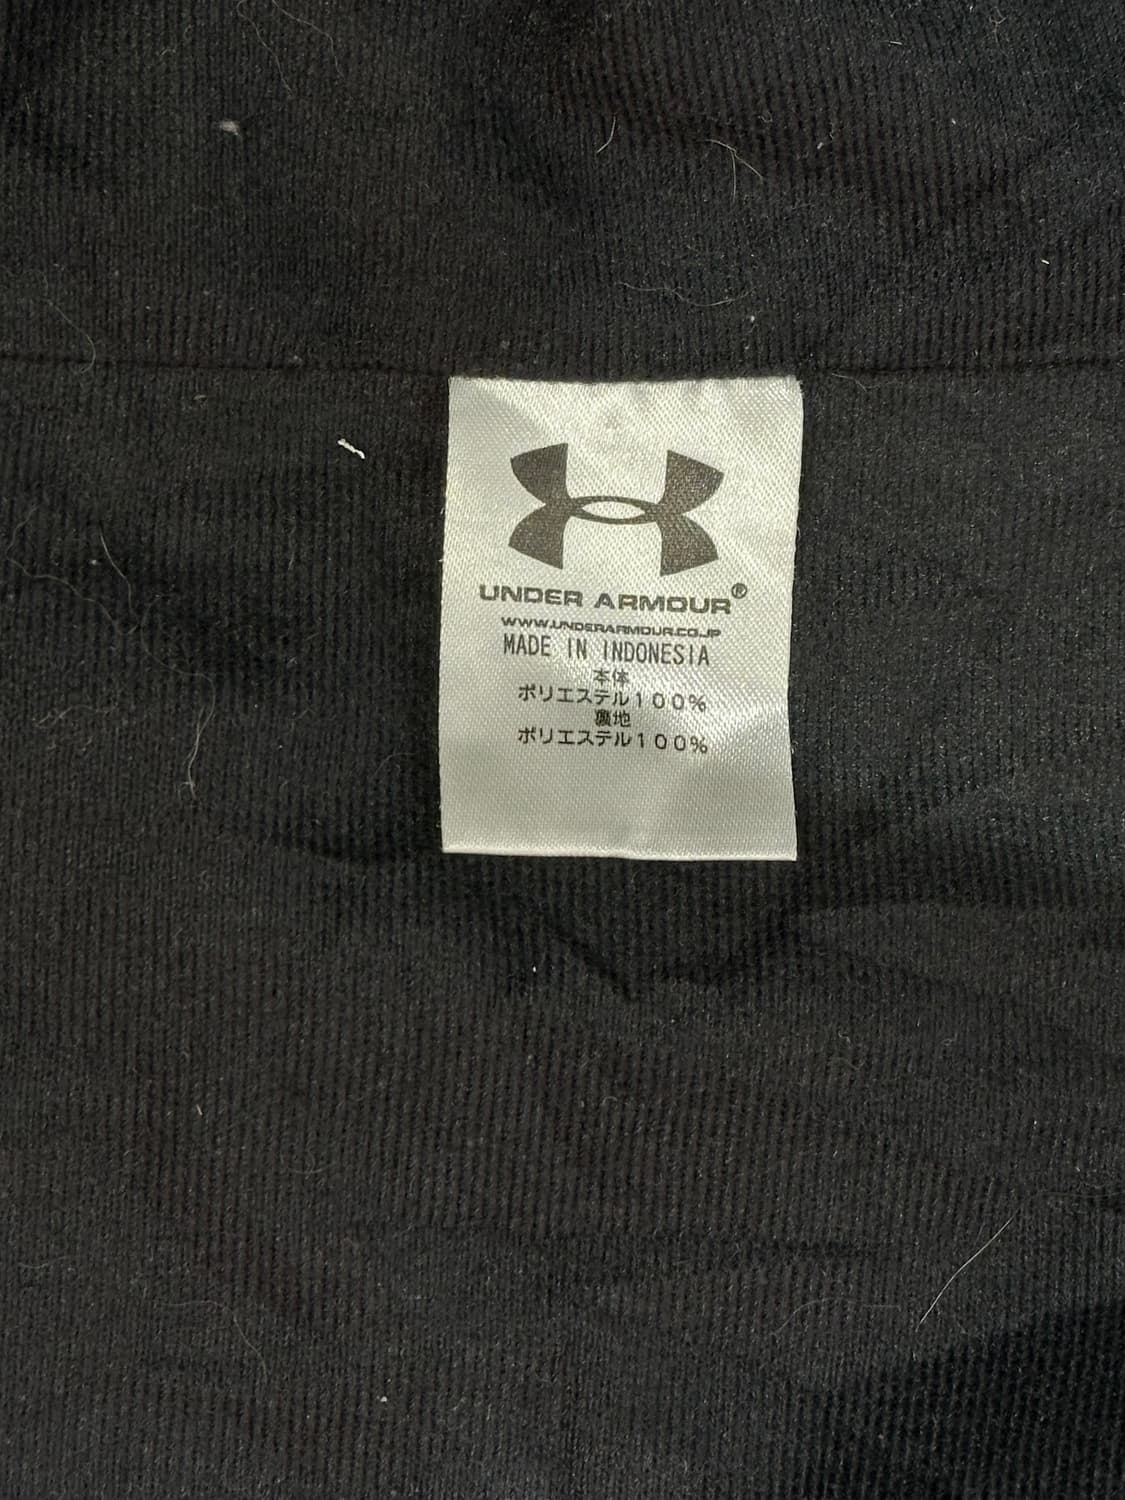 UNDER ARMOUR®
WWW.UNDERARMOUR.CO.JP
MADE IN INDONESIA
本体
ポリエステル100%
裏地
ポリエステル100%